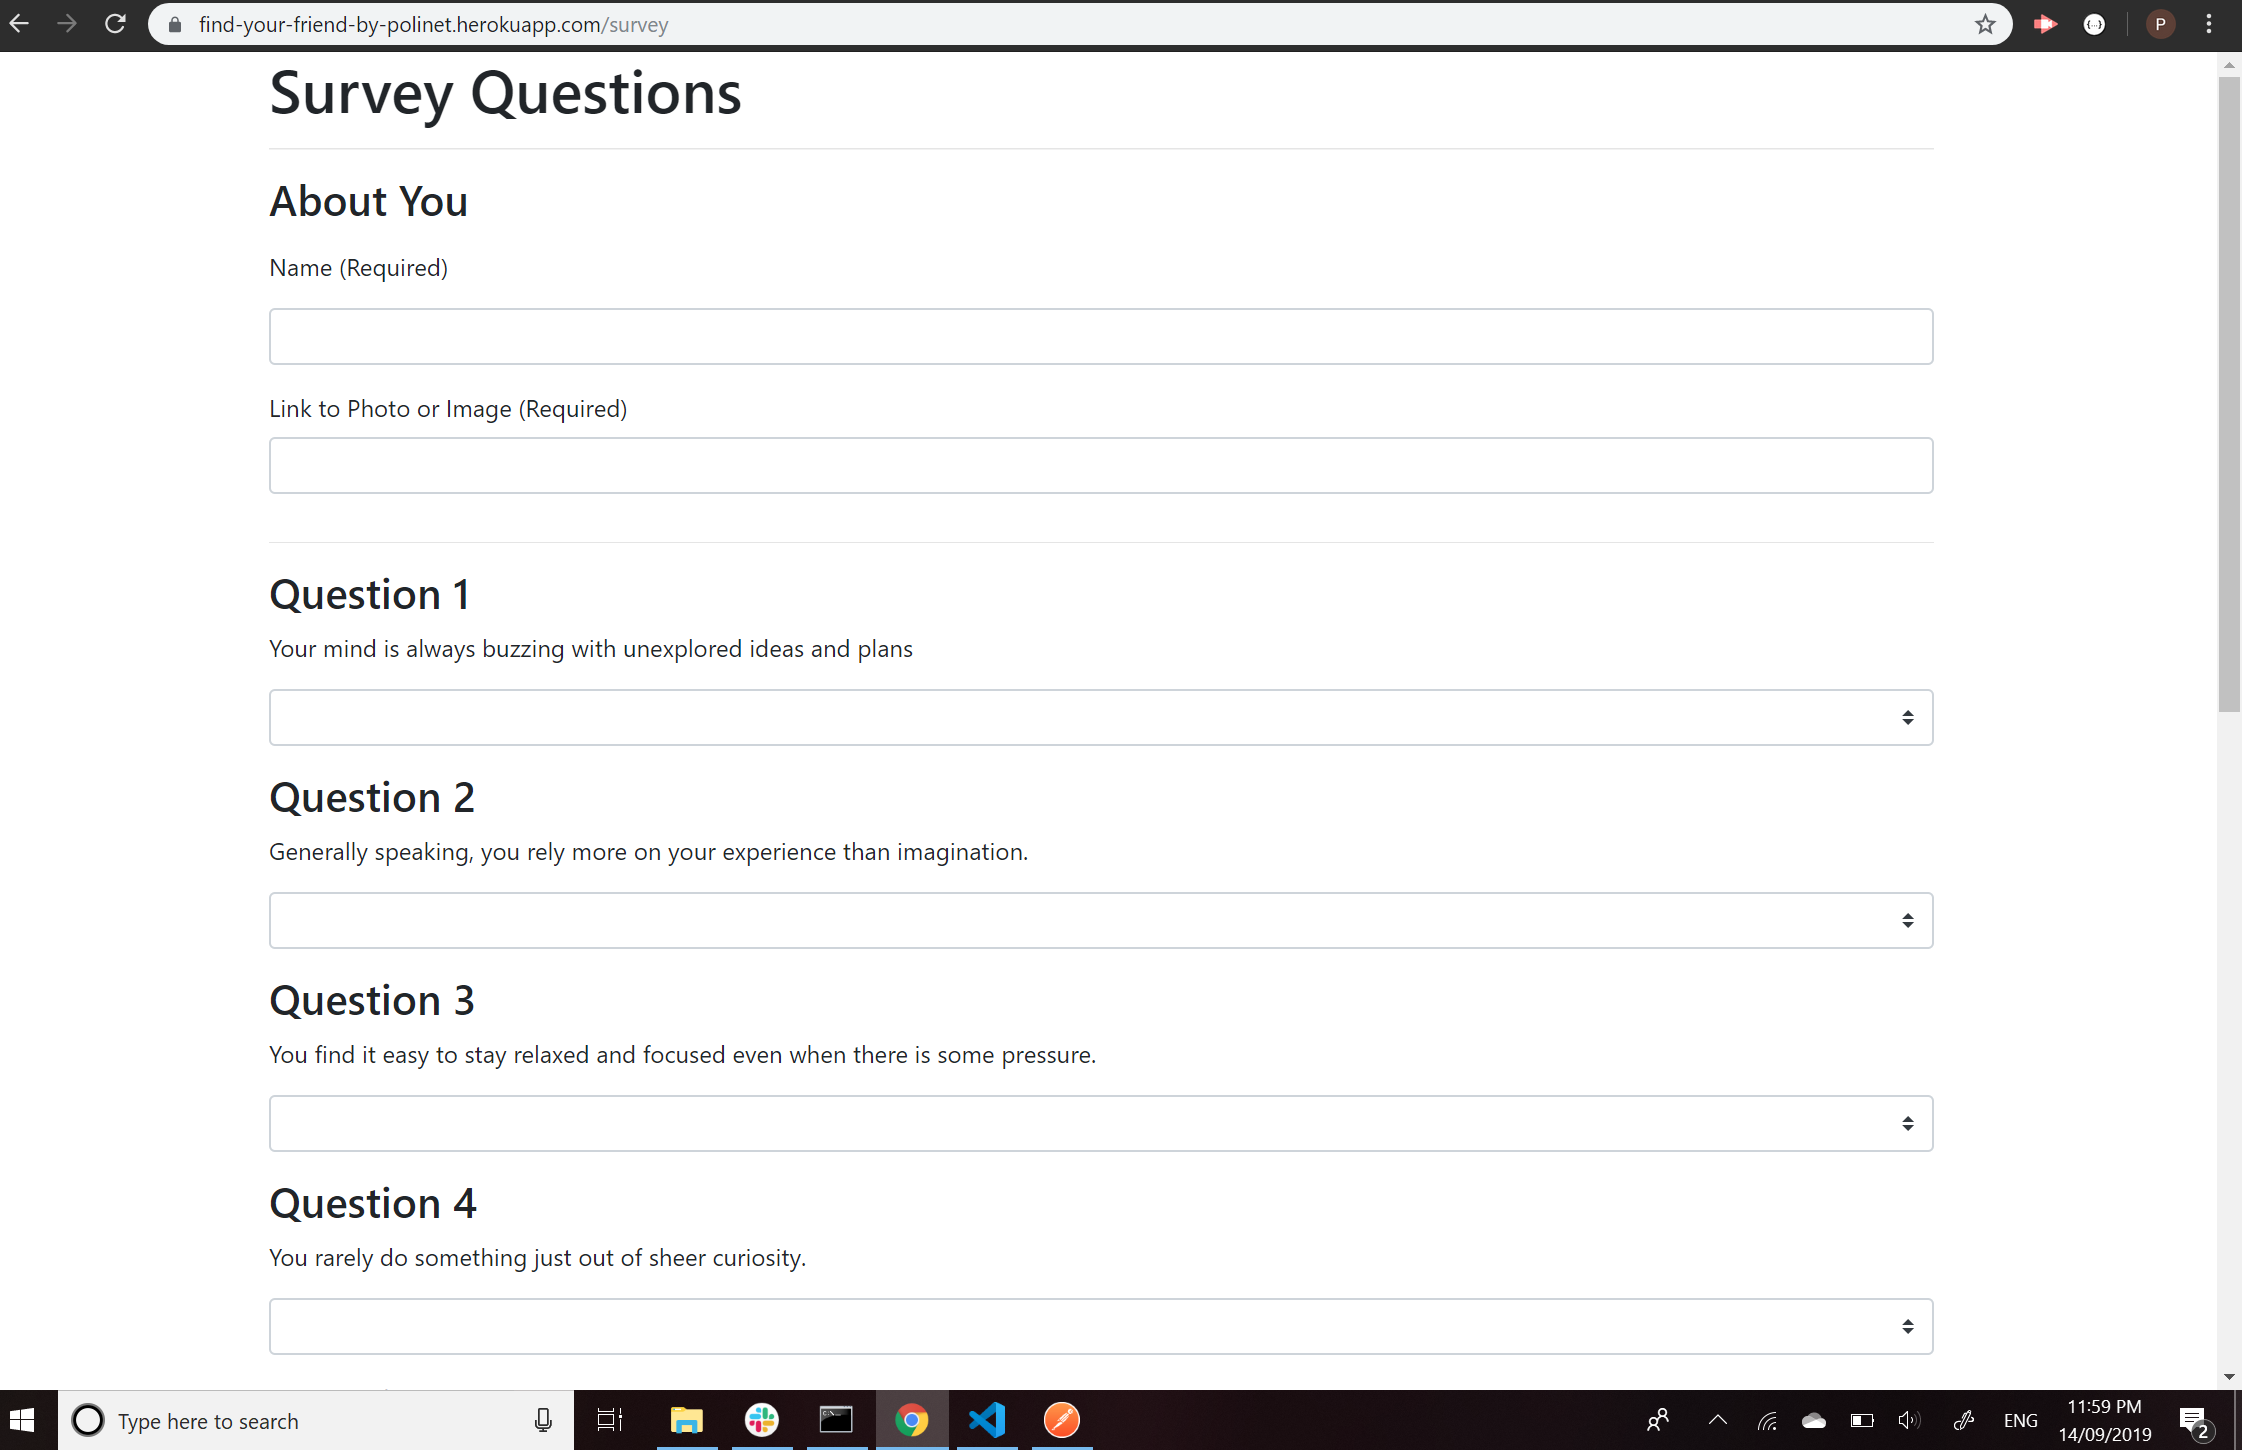 find-your-friend-by-polinet.herokuapp.com/survey
P
Survey Questions
About You
Name (Required)
Link to Photo or Image (Required)
Question 1
Your mind is always buzzing with unexplored ideas and plans
Question 2
Generally speaking, you rely more on your experience than imagination.
Question 3
You find it easy to stay relaxed and focused even when there is some pressure.
Question 4
You rarely do something just out of sheer curiosity.
Type here to search
ENG
11:59 PM
14/09/2019
2